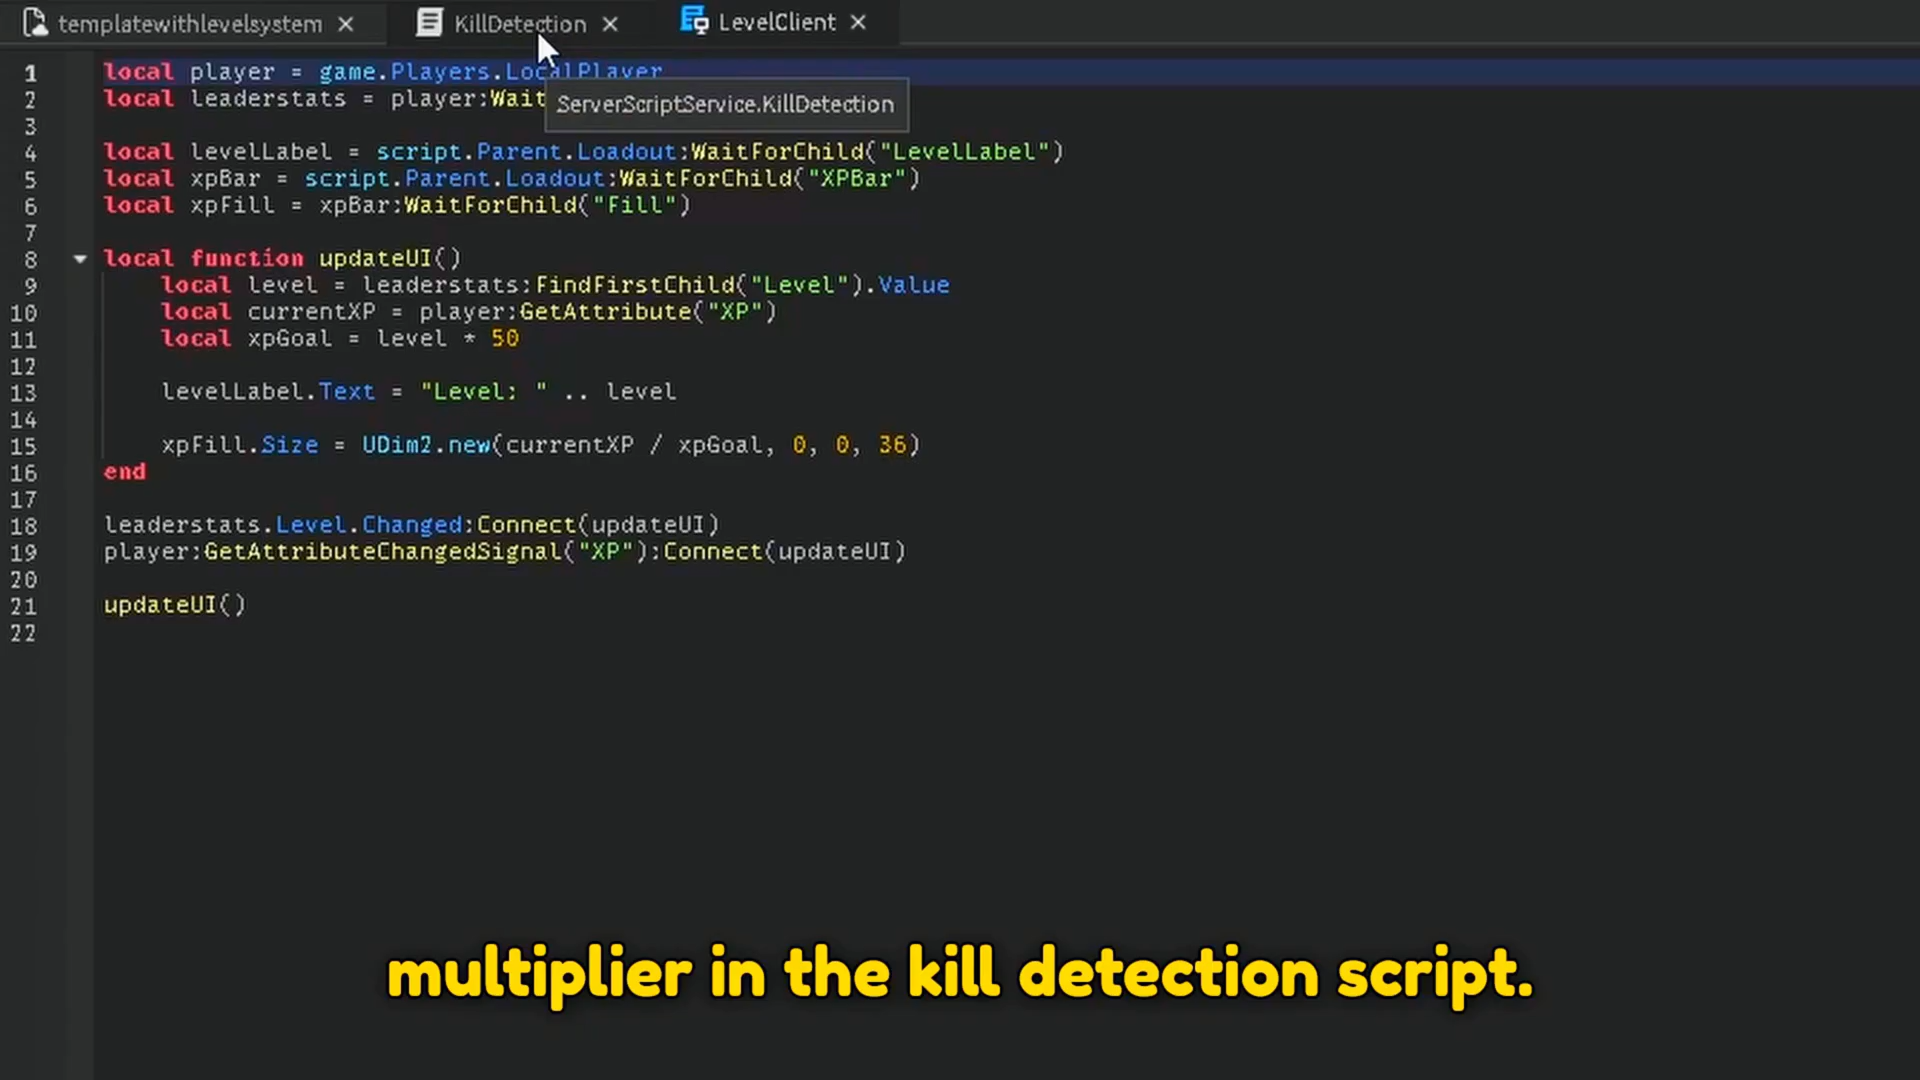 templatewithlevelsystem
KillDetection
LevelClient
1 local player = game.Players.LocalPlayer
2 local leaderstats = player:Wait
ServerScriptService.KillDetection
3
4 local levelLabel = script.Parent.Loadout:WaitForChild("LevelLabel")
5 local xpBar = script.Parent.Loadout:WaitForChild("XPBar")
6 local xpFill = xpBar:WaitForChild("Fill")
7
8 local function updateUI()
9 local level = leaderstats:FindFirstChild("Level").Value
10 local currentXP = player:GetAttribute("XP")
11 local xpGoal = level * 50
12
13 levelLabel.Text = "Level: " .. level
14
15 xpFill.Size = UDim2.new(currentXP / xpGoal, 0, 0, 36)
16 end
17
18 leaderstats.Level.Changed:Connect(updateUI)
19 player:GetAttributeChangedSignal("XP"):Connect(updateUI)
20
21 updateUI()
22
multiplier in the kill detection script.